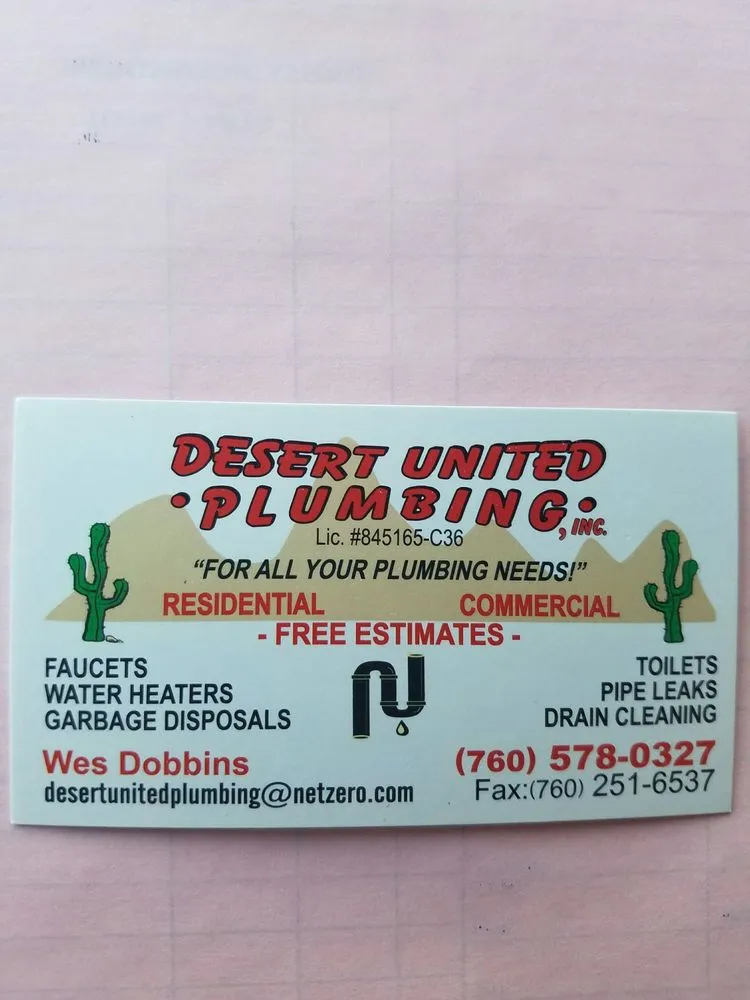 DESERT UNITED
• PLUMBING •, INC.
Lic. #845165-C36
“FOR ALL YOUR PLUMBING NEEDS!”
RESIDENTIAL COMMERCIAL
- FREE ESTIMATES -
FAUCETS
WATER HEATERS
GARBAGE DISPOSALS
TOILETS
PIPE LEAKS
DRAIN CLEANING
Wes Dobbins
desertunitedplumbing@netzero.com
(760) 578-0327
Fax:(760) 251-6537